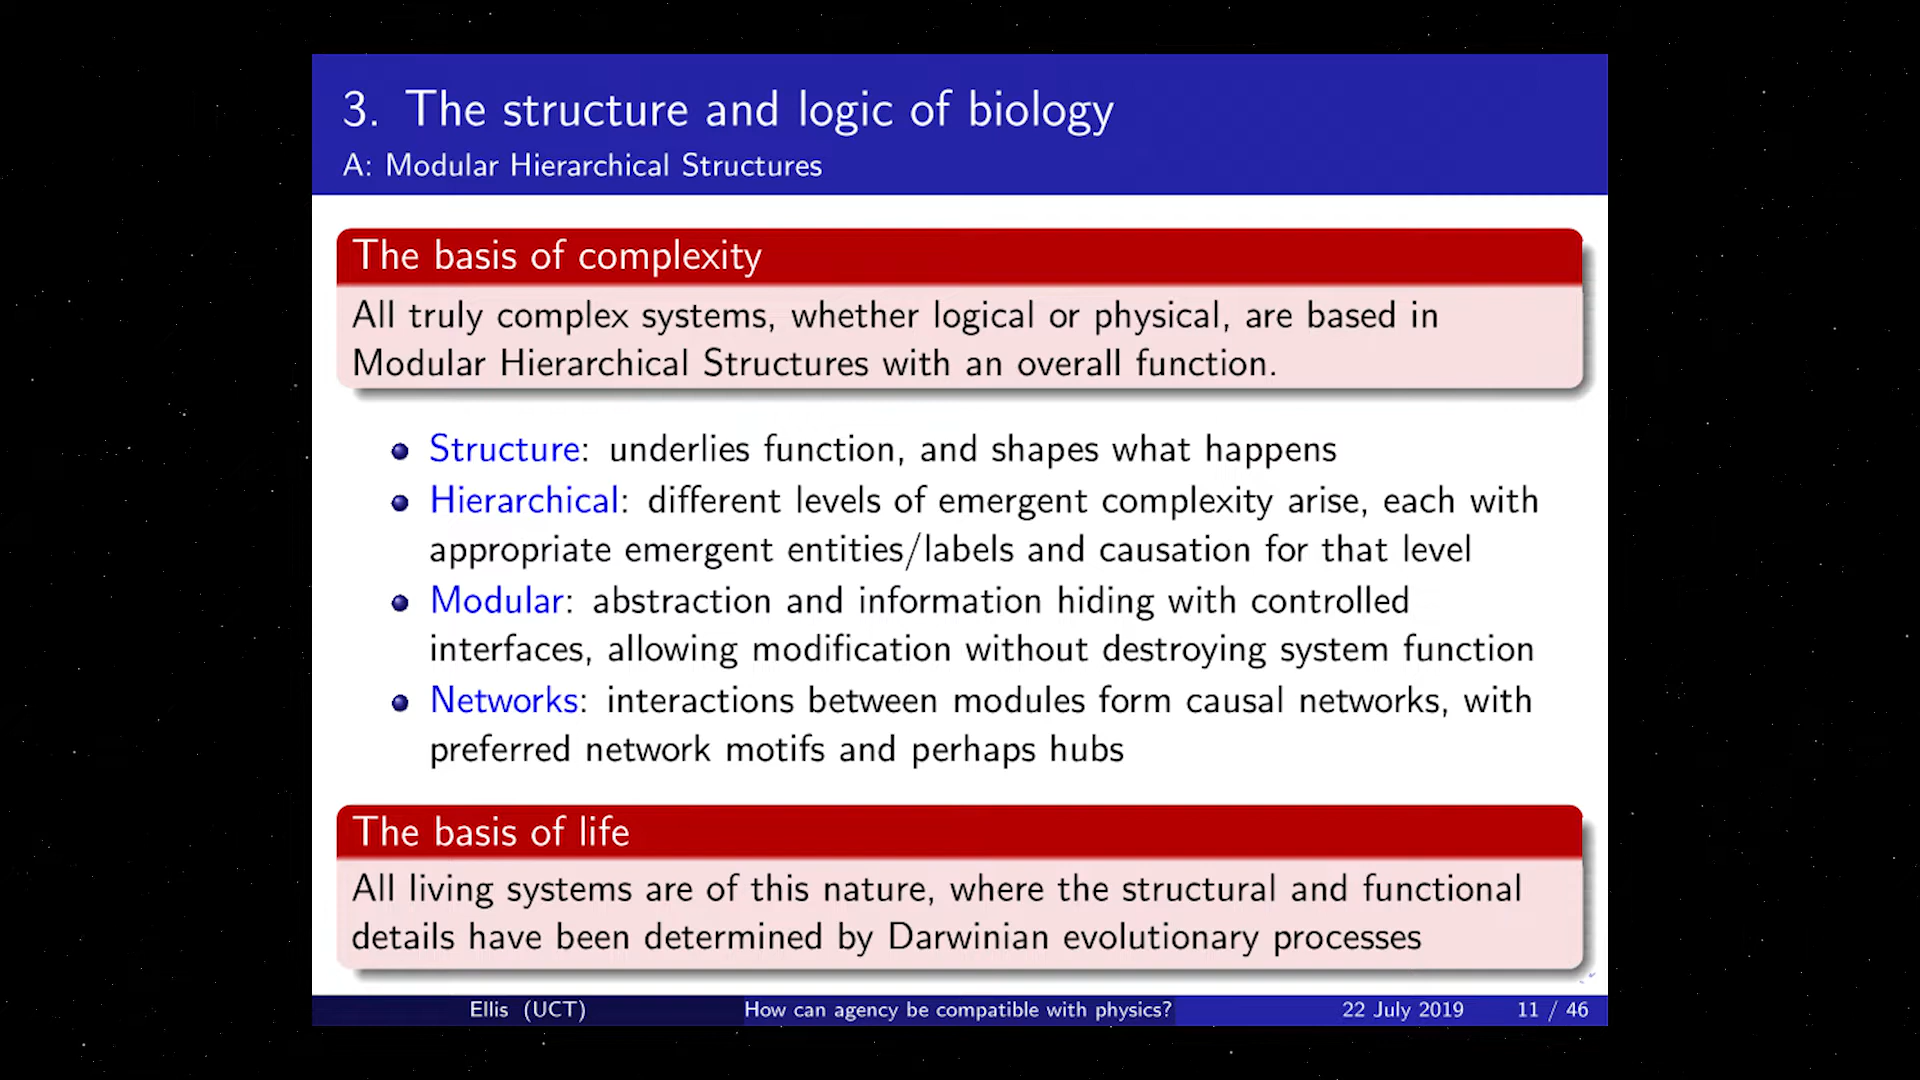 3. The structure and logic of biology
A: Modular Hierarchical Structures
The basis of complexity
All truly complex systems, whether logical or physical, are based in
Modular Hierarchical Structures with an overall function.
Structure: underlies function, and shapes what happens
Hierarchical: different levels of emergent complexity arise, each with
appropriate emergent entities/labels and causation for that level
Modular: abstraction and information hiding with controlled
interfaces, allowing modification without destroying system function
Networks: interactions between modules form causal networks, with
preferred network motifs and perhaps hubs
The basis of life
All living systems are of this nature, where the structural and functional
details have been determined by Darwinian evolutionary processes
Ellis (UCT) How can agency be compatible with physics? 22 July 2019 11 / 46